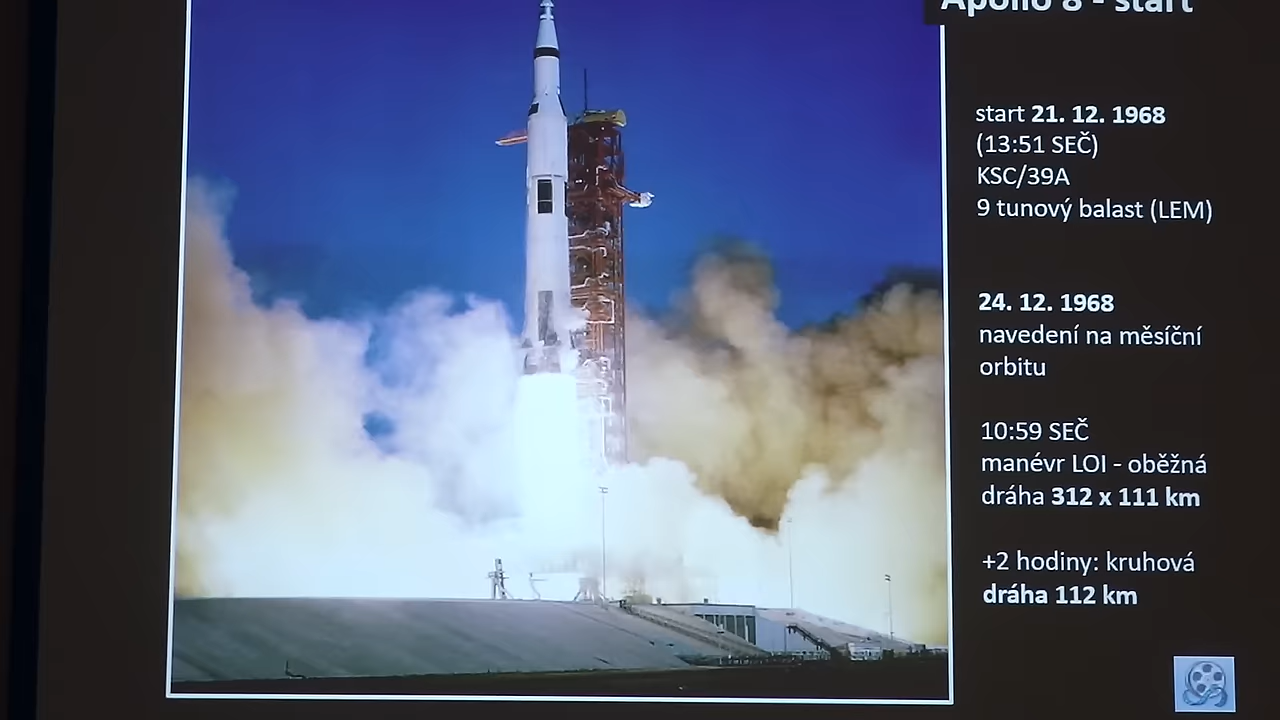 Apollo 8 - start
start 21. 12. 1968
(13:51 SEČ)
KSC/39A
9 tunový balast (LEM)
24. 12. 1968
navedení na měsíční
orbitu
10:59 SEČ
manévr LOI - oběžná
dráha 312 x 111 km
+2 hodiny: kruhová
dráha 112 km